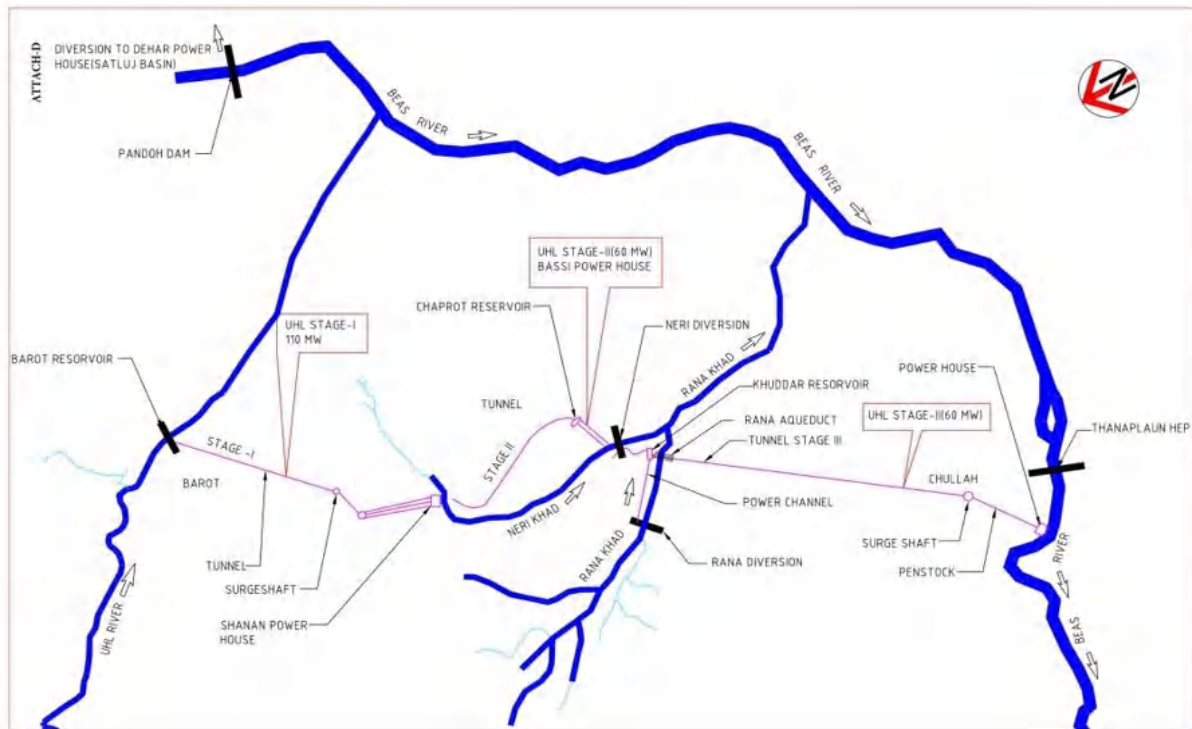 ATTACH-D
DIVERSION TO DEHAR POWER
HOUSE(SATLUJ BASIN)
PANDOH DAM
BEAS RIVER
BEAS RIVER
N
UHL STAGE-II(60 MW)
BASSI POWER HOUSE
CHAPROT RESERVOIR
NERI DIVERSION
UHL STAGE-I
110 MW
BAROT RESORVOIR
RANA KHAD
KHUDDAR RESERVOIR
POWER HOUSE
TUNNEL
RANA AQUEDUCT
UHL STAGE-III(60 MW)
TUNNEL STAGE III
THANAPLAUN HEP
STAGE -I
STAGE II
BAROT
CHULLAH
NERI KHAD
POWER CHANNEL
SURGE SHAFT
TUNNEL
RANA KHAD
RANA DIVERSION
PENSTOCK
SURGESHAFT
SHANAN POWER
HOUSE
UHL RIVER
RIVER
BEAS